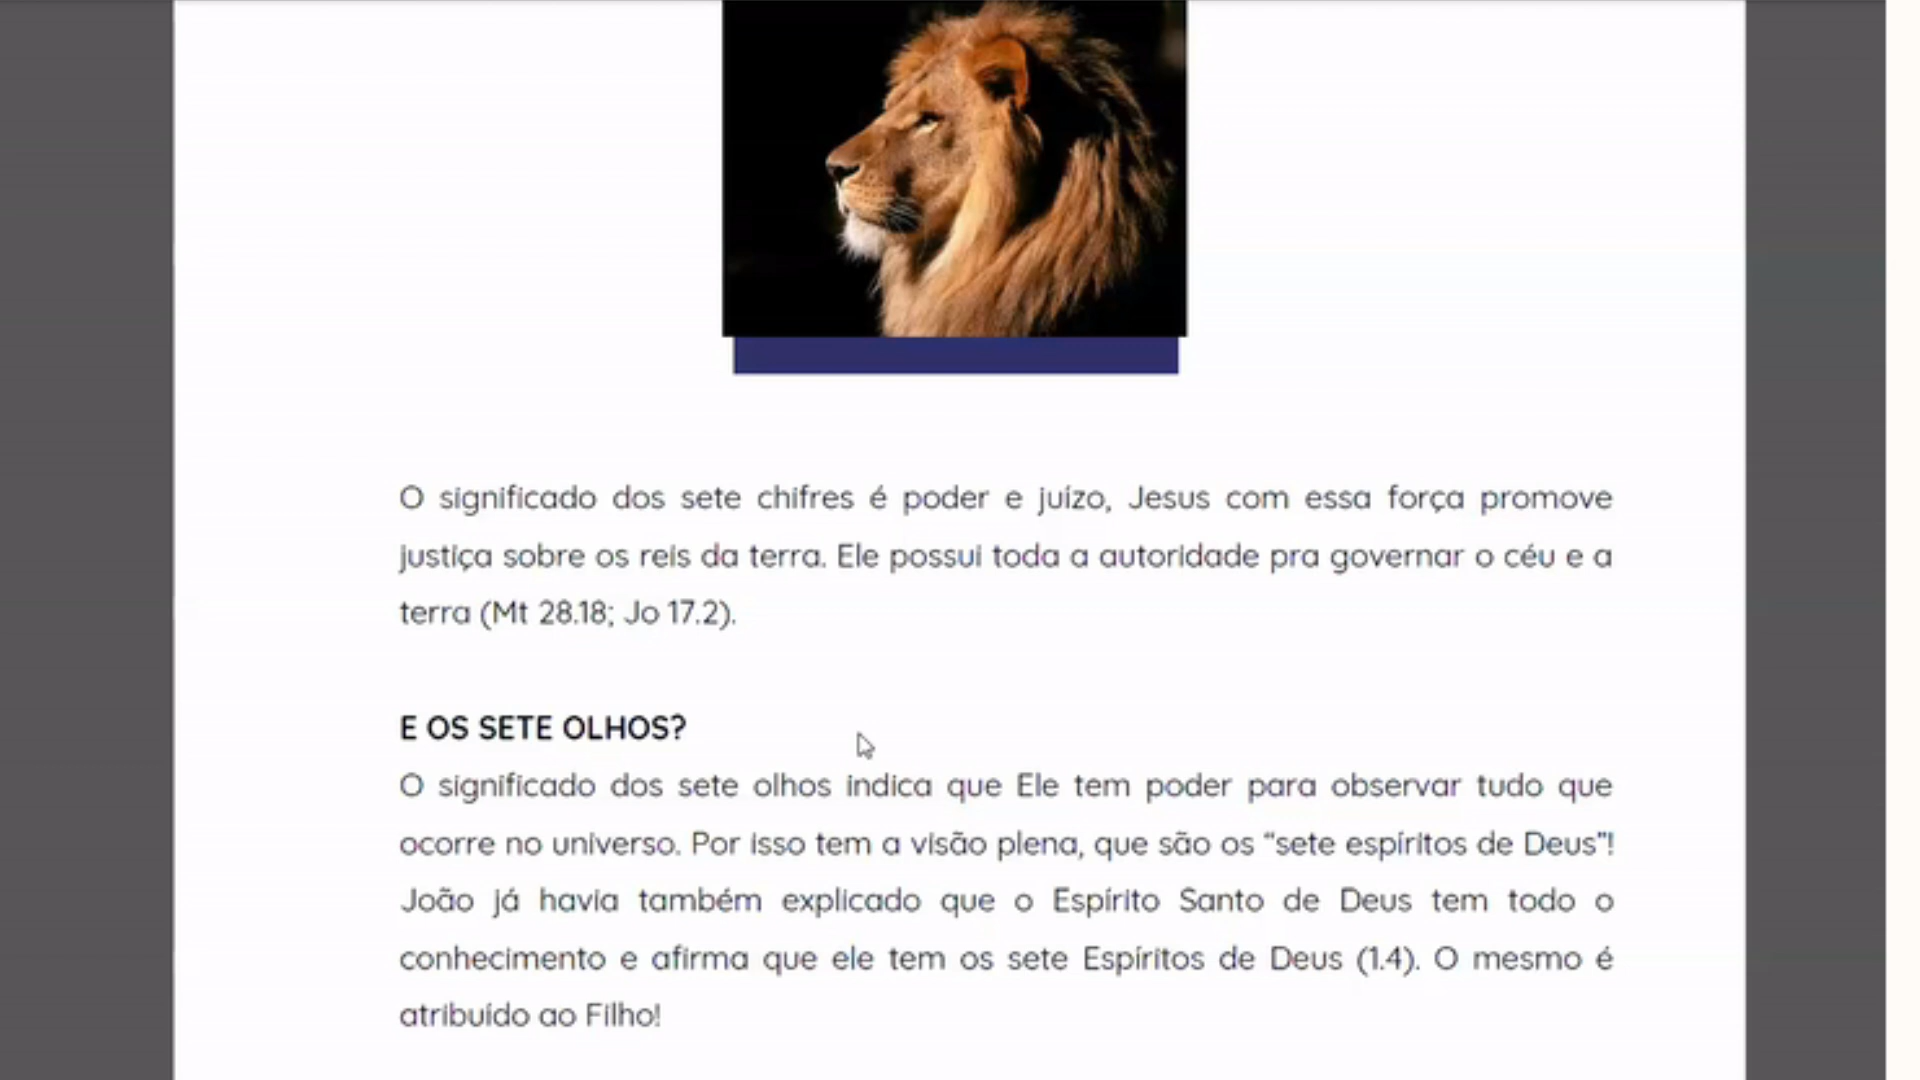 O significado dos sete chifres é poder e juízo, Jesus com essa força promove
justiça sobre os reis da terra. Ele possui toda a autoridade pra governar o céu e a
terra (Mt 28.18; Jo 17.2).
E OS SETE OLHOS?
O significado dos sete olhos indica que Ele tem poder para observar tudo que
ocorre no universo. Por isso tem a visão plena, que são os “sete espíritos de Deus”!
João já havia também explicado que o Espírito Santo de Deus tem todo o
conhecimento e afirma que ele tem os sete Espíritos de Deus (1.4). O mesmo é
atribuído ao Filho!